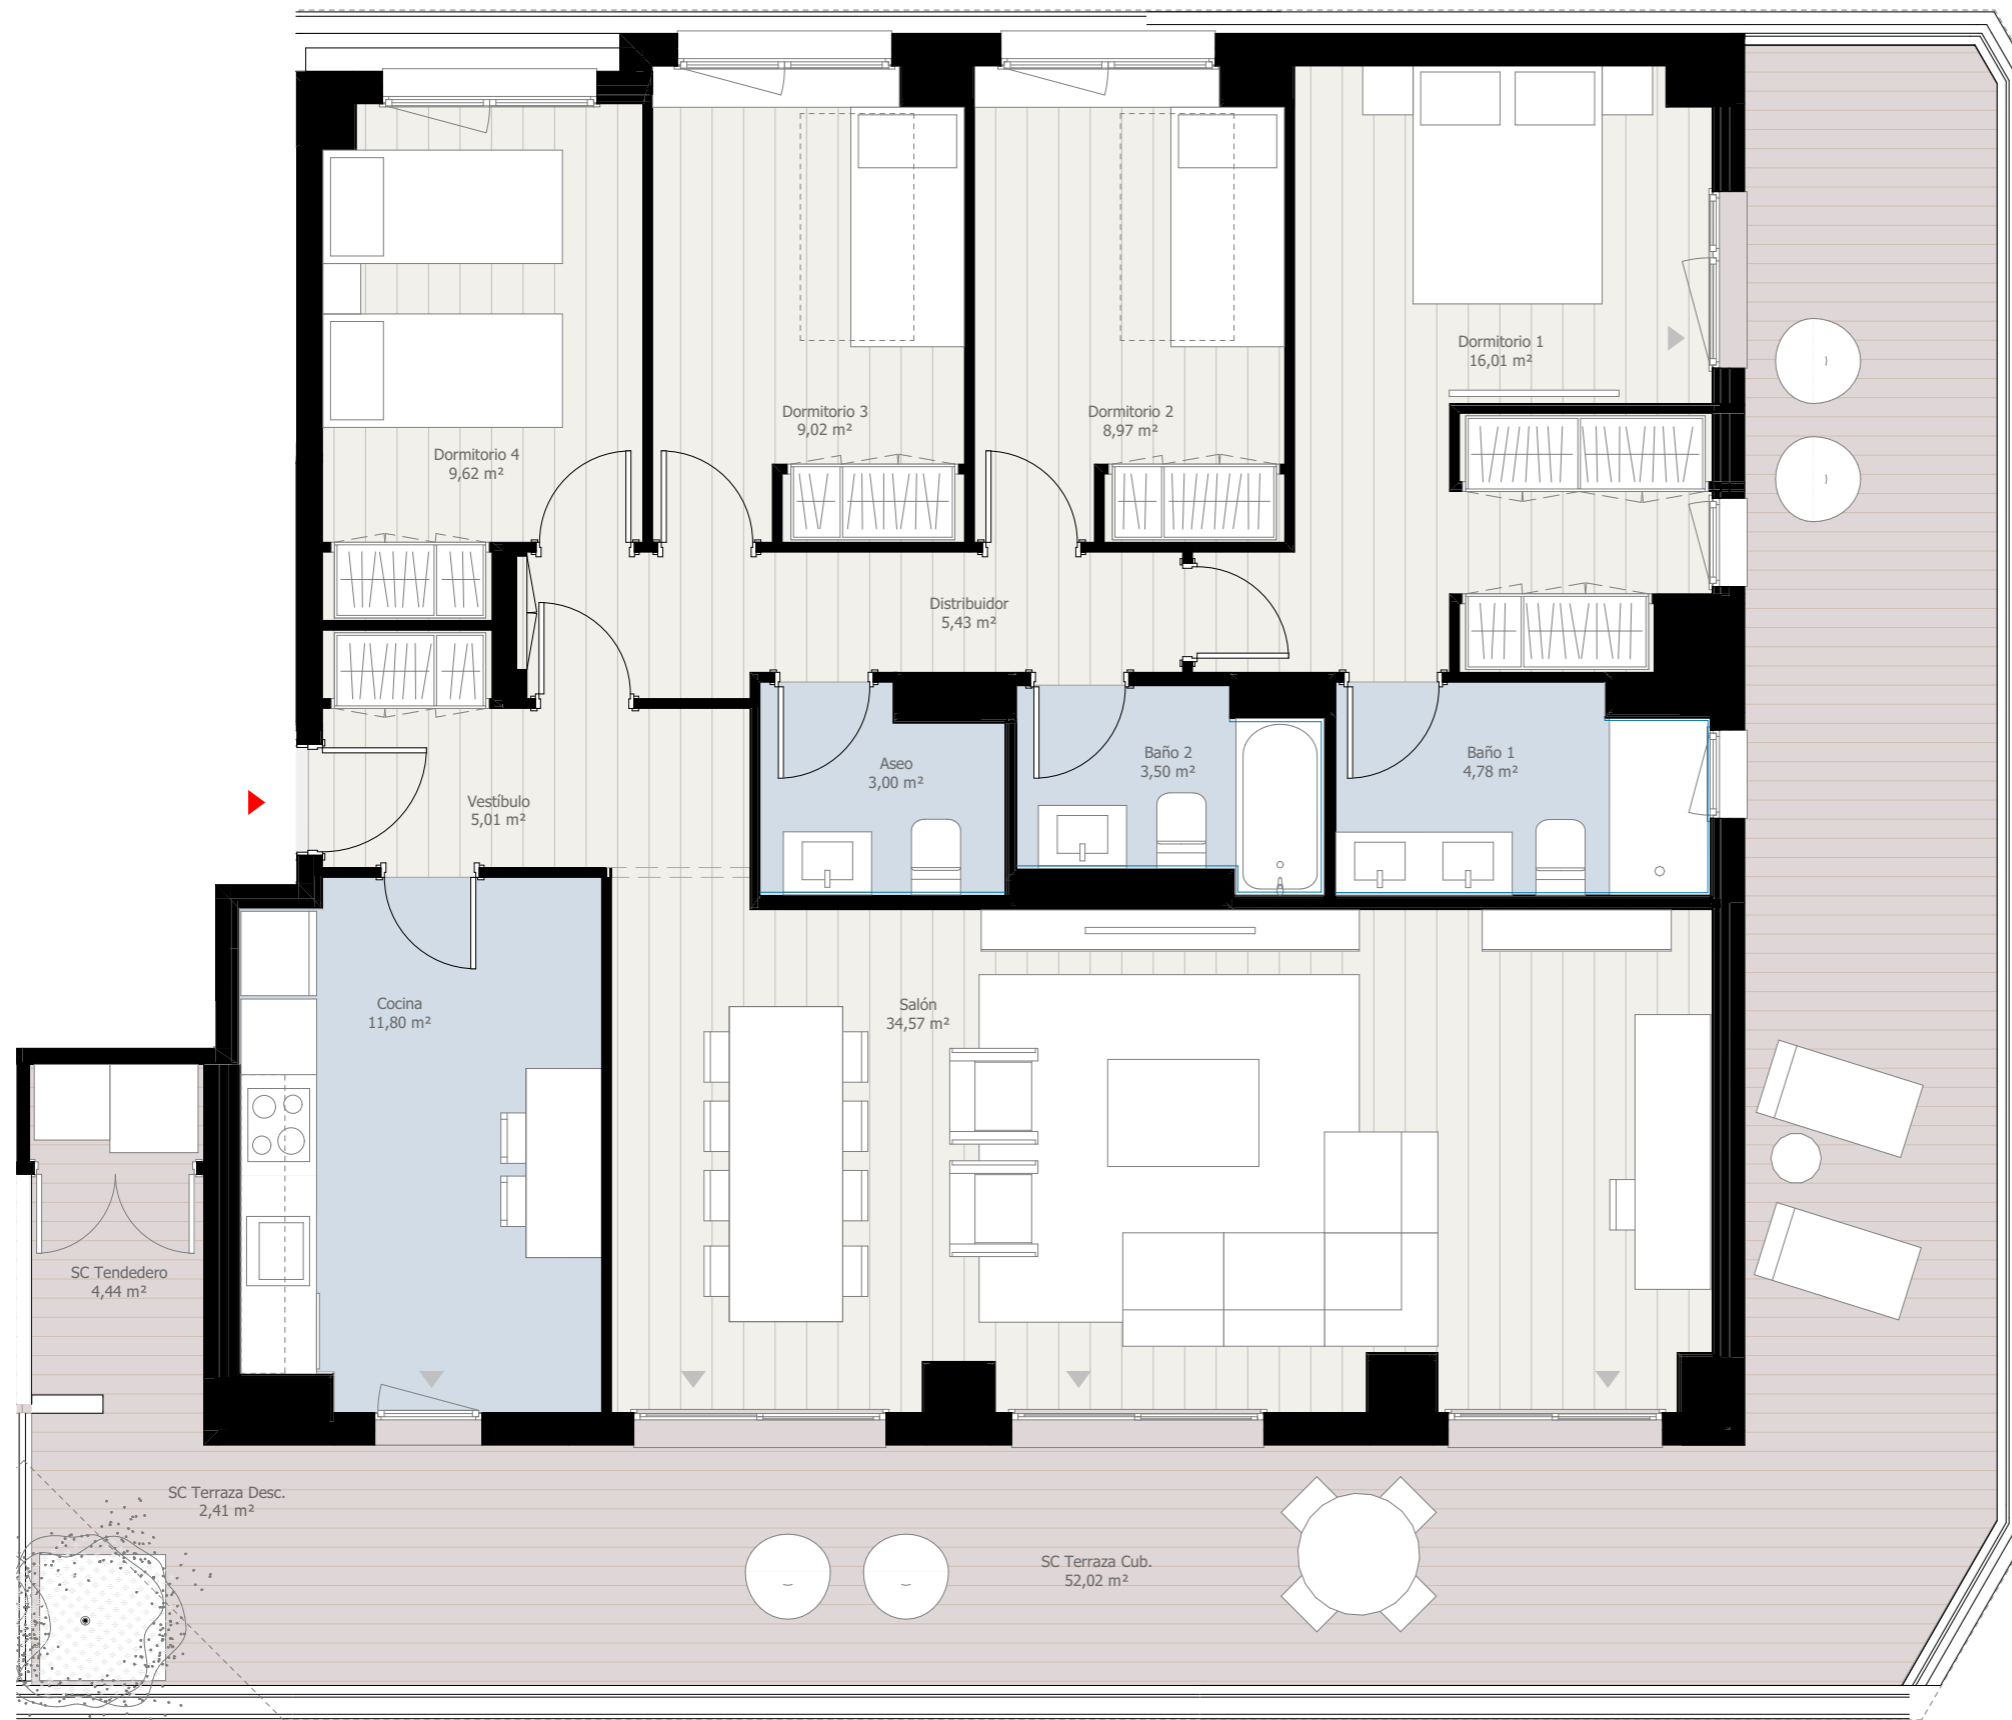 Dormitorio 1
16,01 m²
Dormitorio 3
9,02 m²
Dormitorio 2
8,97 m²
Dormitorio 4
9,62 m²
Distribuidor
5,43 m²
Aseo
3,00 m²
Baño 2
3,50 m²
Baño 1
4,78 m²
Vestíbulo
5,01 m²
Cocina
11,80 m²
Salón
34,57 m²
SC Tendedero
4,44 m²
SC Terraza Desc.
2,41 m²
SC Terraza Cub.
52,02 m²